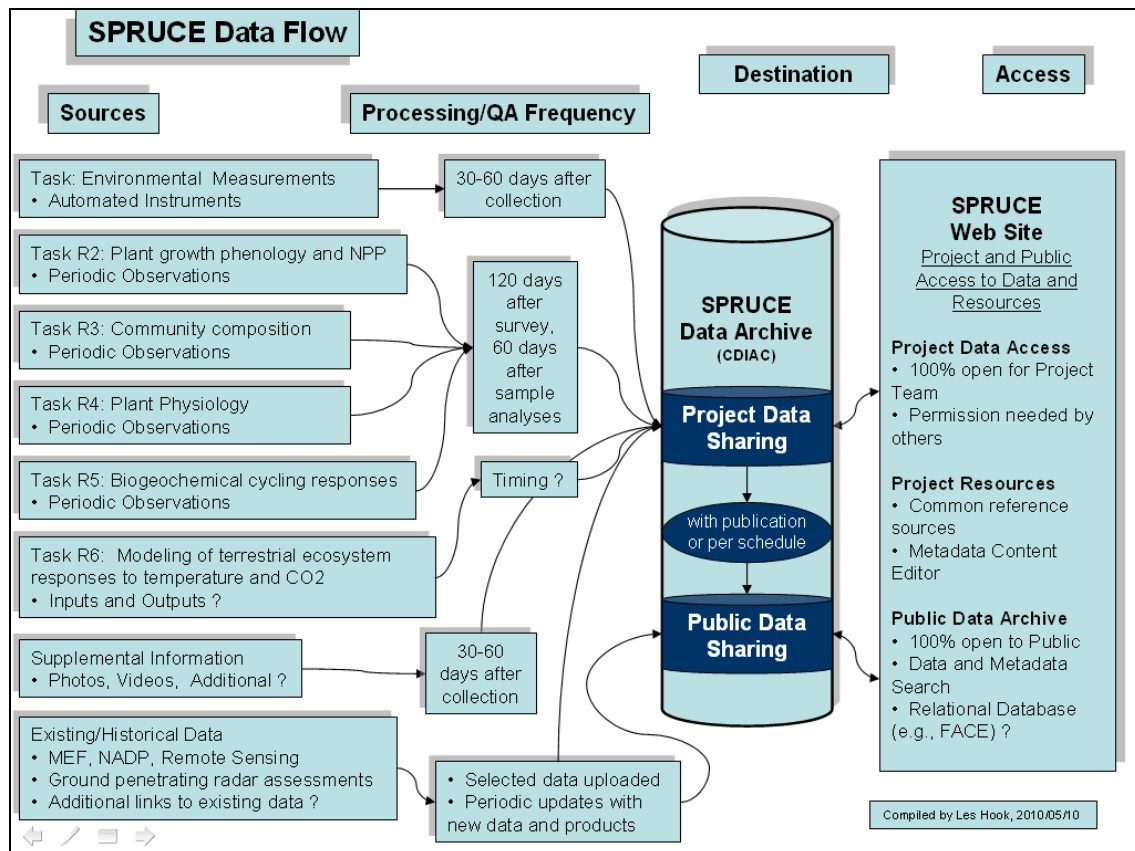 SPRUCE Data Flow
Sources
Processing/QA Frequency
Destination
Access
Task: Environmental  Measurements
• Automated Instruments
30-60 days after
collection
Task R2: Plant growth phenology and NPP
• Periodic Observations
Task R3: Community composition
• Periodic Observations
Task R4: Plant Physiology
• Periodic Observations
Task R5: Biogeochemical cycling responses
• Periodic Observations
120 days
after
survey,
60 days
after
sample
analyses
Task R6:  Modeling of terrestrial ecosystem
responses to temperature and CO2
• Inputs and Outputs ?
Timing ?
Supplemental Information
• Photos, Videos,  Additional ?
30-60
days after
collection
Existing/Historical Data
• MEF, NADP, Remote Sensing
• Ground penetrating radar assessments
• Additional links to existing data ?
• Selected data uploaded
• Periodic updates with
new data and products
SPRUCE
Data Archive
(CDIAC)
Project Data
Sharing
with publication
or per schedule
Public Data
Sharing
SPRUCE
Web Site
Project and Public
Access to Data and
Resources
Project Data Access
• 100% open for Project
Team
• Permission needed by
others
Project Resources
• Common reference
sources
• Metadata Content
Editor
Public Data Archive
• 100% open to Public
• Data and Metadata
Search
• Relational Database
(e.g., FACE) ?
Compiled by Les Hook, 2010/05/10